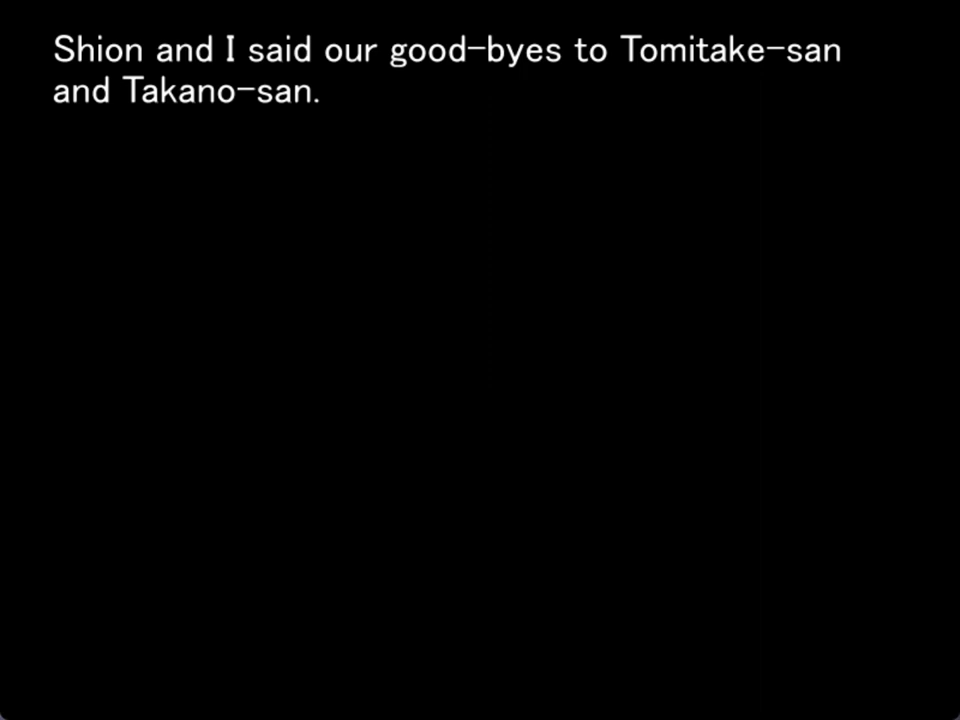 Shion and I said our good-byes to Tomitake-san
and Takano-san.